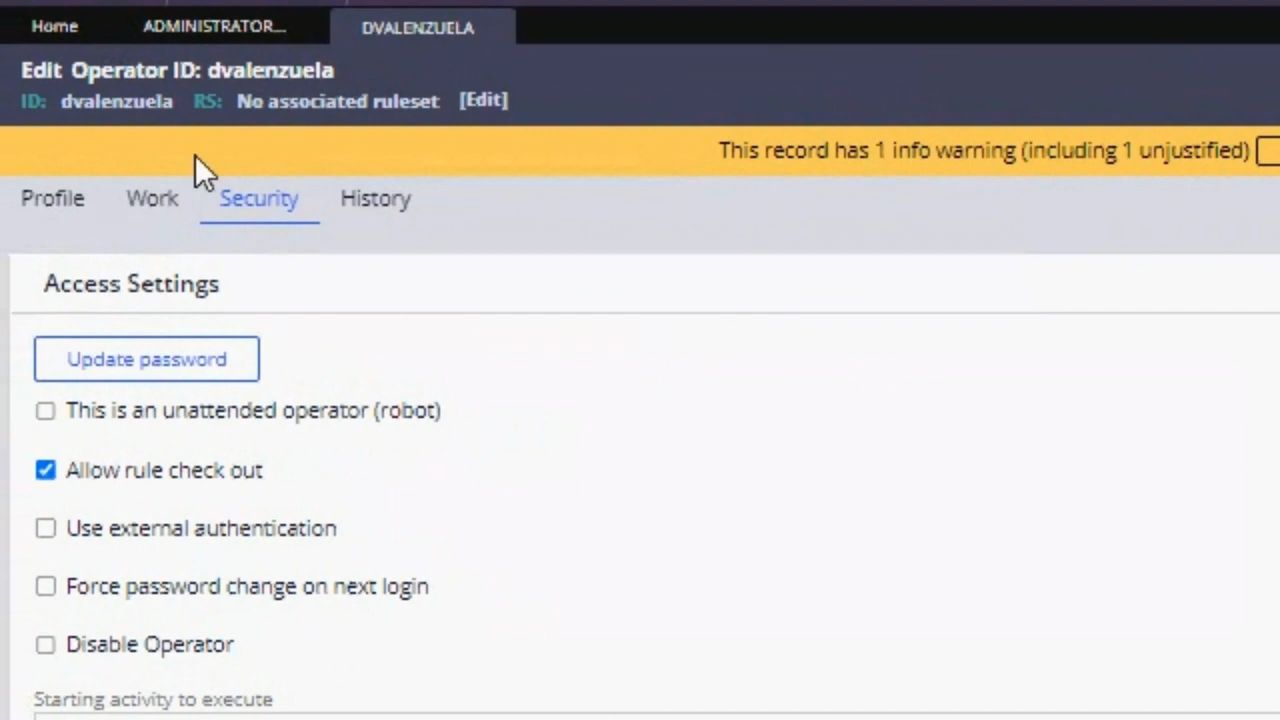 Home ADMINISTRATOR... DVALENZUELA
Edit Operator ID: dvalenzuela
ID: dvalenzuela RS: No associated ruleset [Edit]
This record has 1 info warning (including 1 unjustified)
Profile Work Security History
Access Settings
Update password
This is an unattended operator (robot)
Allow rule check out
Use external authentication
Force password change on next login
Disable Operator
Starting activity to execute